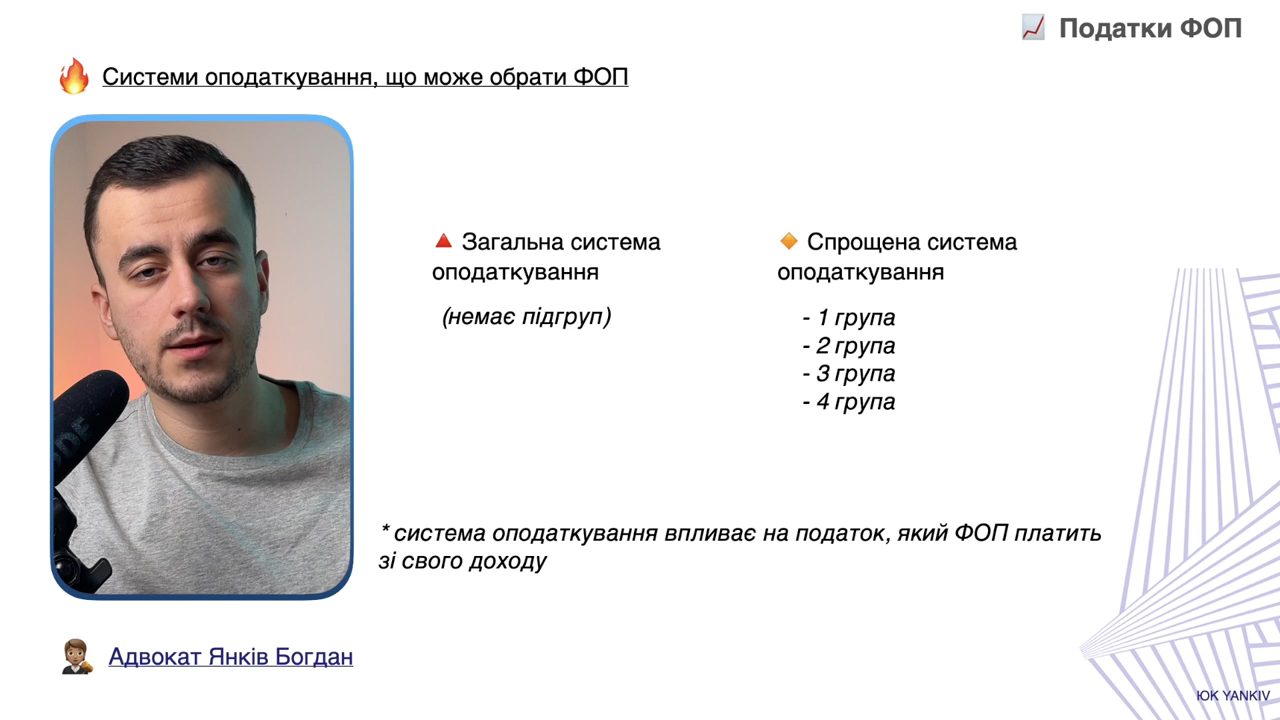 Податки ФОП
Системи оподаткування, що може обрати ФОП
Загальна система
оподаткування
(немає підгруп)
Спрощена система
оподаткування
- 1 група
- 2 група
- 3 група
- 4 група
* система оподаткування впливає на податок, який ФОП платить
зі свого доходу
Адвокат Янків Богдан
ЮК YANKIV